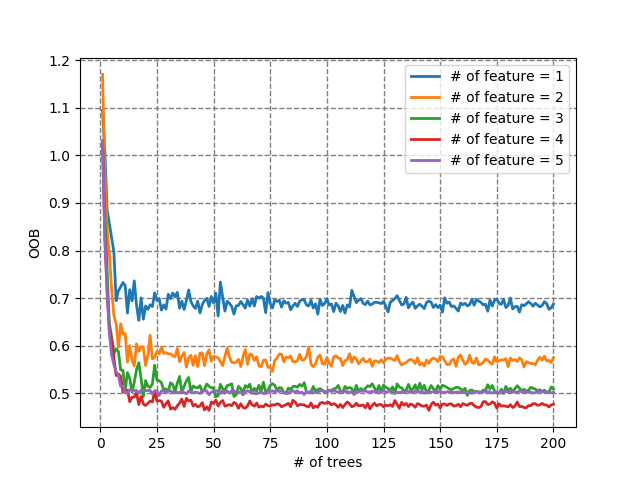 1.2
1.1
1.0
0.9
0.8
0.7
0.6
0.5
OOB
# of feature = 1
# of feature = 2
# of feature = 3
# of feature = 4
# of feature = 5
0 25 50 75 100 125 150 175 200
# of trees